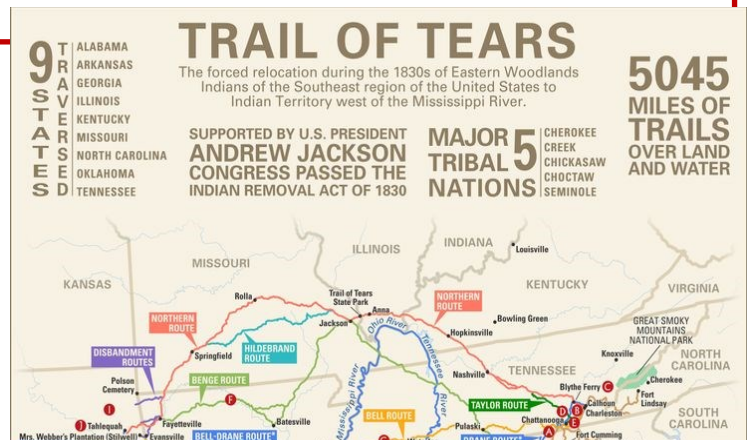 TRAIL OF TEARS
The forced relocation during the 1830s of Eastern Woodlands
Indians of the Southeast region of the United States to
Indian Territory west of the Mississippi River.
9
STATES
TRAVERSED
ALABAMA
ARKANSAS
GEORGIA
ILLINOIS
KENTUCKY
MISSOURI
NORTH CAROLINA
OKLAHOMA
TENNESSEE
SUPPORTED BY U.S. PRESIDENT
ANDREW JACKSON
CONGRESS PASSED THE
INDIAN REMOVAL ACT OF 1830
MAJOR
TRIBAL
NATIONS
5
CHEROKEE
CREEK
CHICKASAW
CHOCTAW
SEMINOLE
5045
MILES OF
TRAILS
OVER LAND
AND WATER
INDIANA
ILLINOIS
Louisville
MISSOURI
KANSAS
KENTUCKY
VIRGINIA
Trail of Tears
State Park
Rolla
Anna
NORTHERN
ROUTE
Jackson
Ohio River
Bowling Green
NORTHERN
ROUTE
Hopkinsville
GREAT SMOKY
MOUNTAINS
NATIONAL PARK
Springfield
HILDEBRAND
ROUTE
DISBANDMENT
ROUTES
Tennessee
River
Mississippi River
Knoxville
NORTH
CAROLINA
Nashville
TENNESSEE
Polson
Cemetery
BENGE ROUTE
Blythe Ferry
C
Cherokee
Fort
Lindsay
F
I
TAYLOR ROUTE
Calhoun
D
B
Charleston
BELL ROUTE
SOUTH
CAROLINA
J
Tahlequah
Fayetteville
Batesville
Pulaski
Chattanooga
E
Mrs. Webber's Plantation (Stilwell)
Evansville
BELL-DRANE ROUTE*
DRANE ROUTE*
A
Fort Cumming